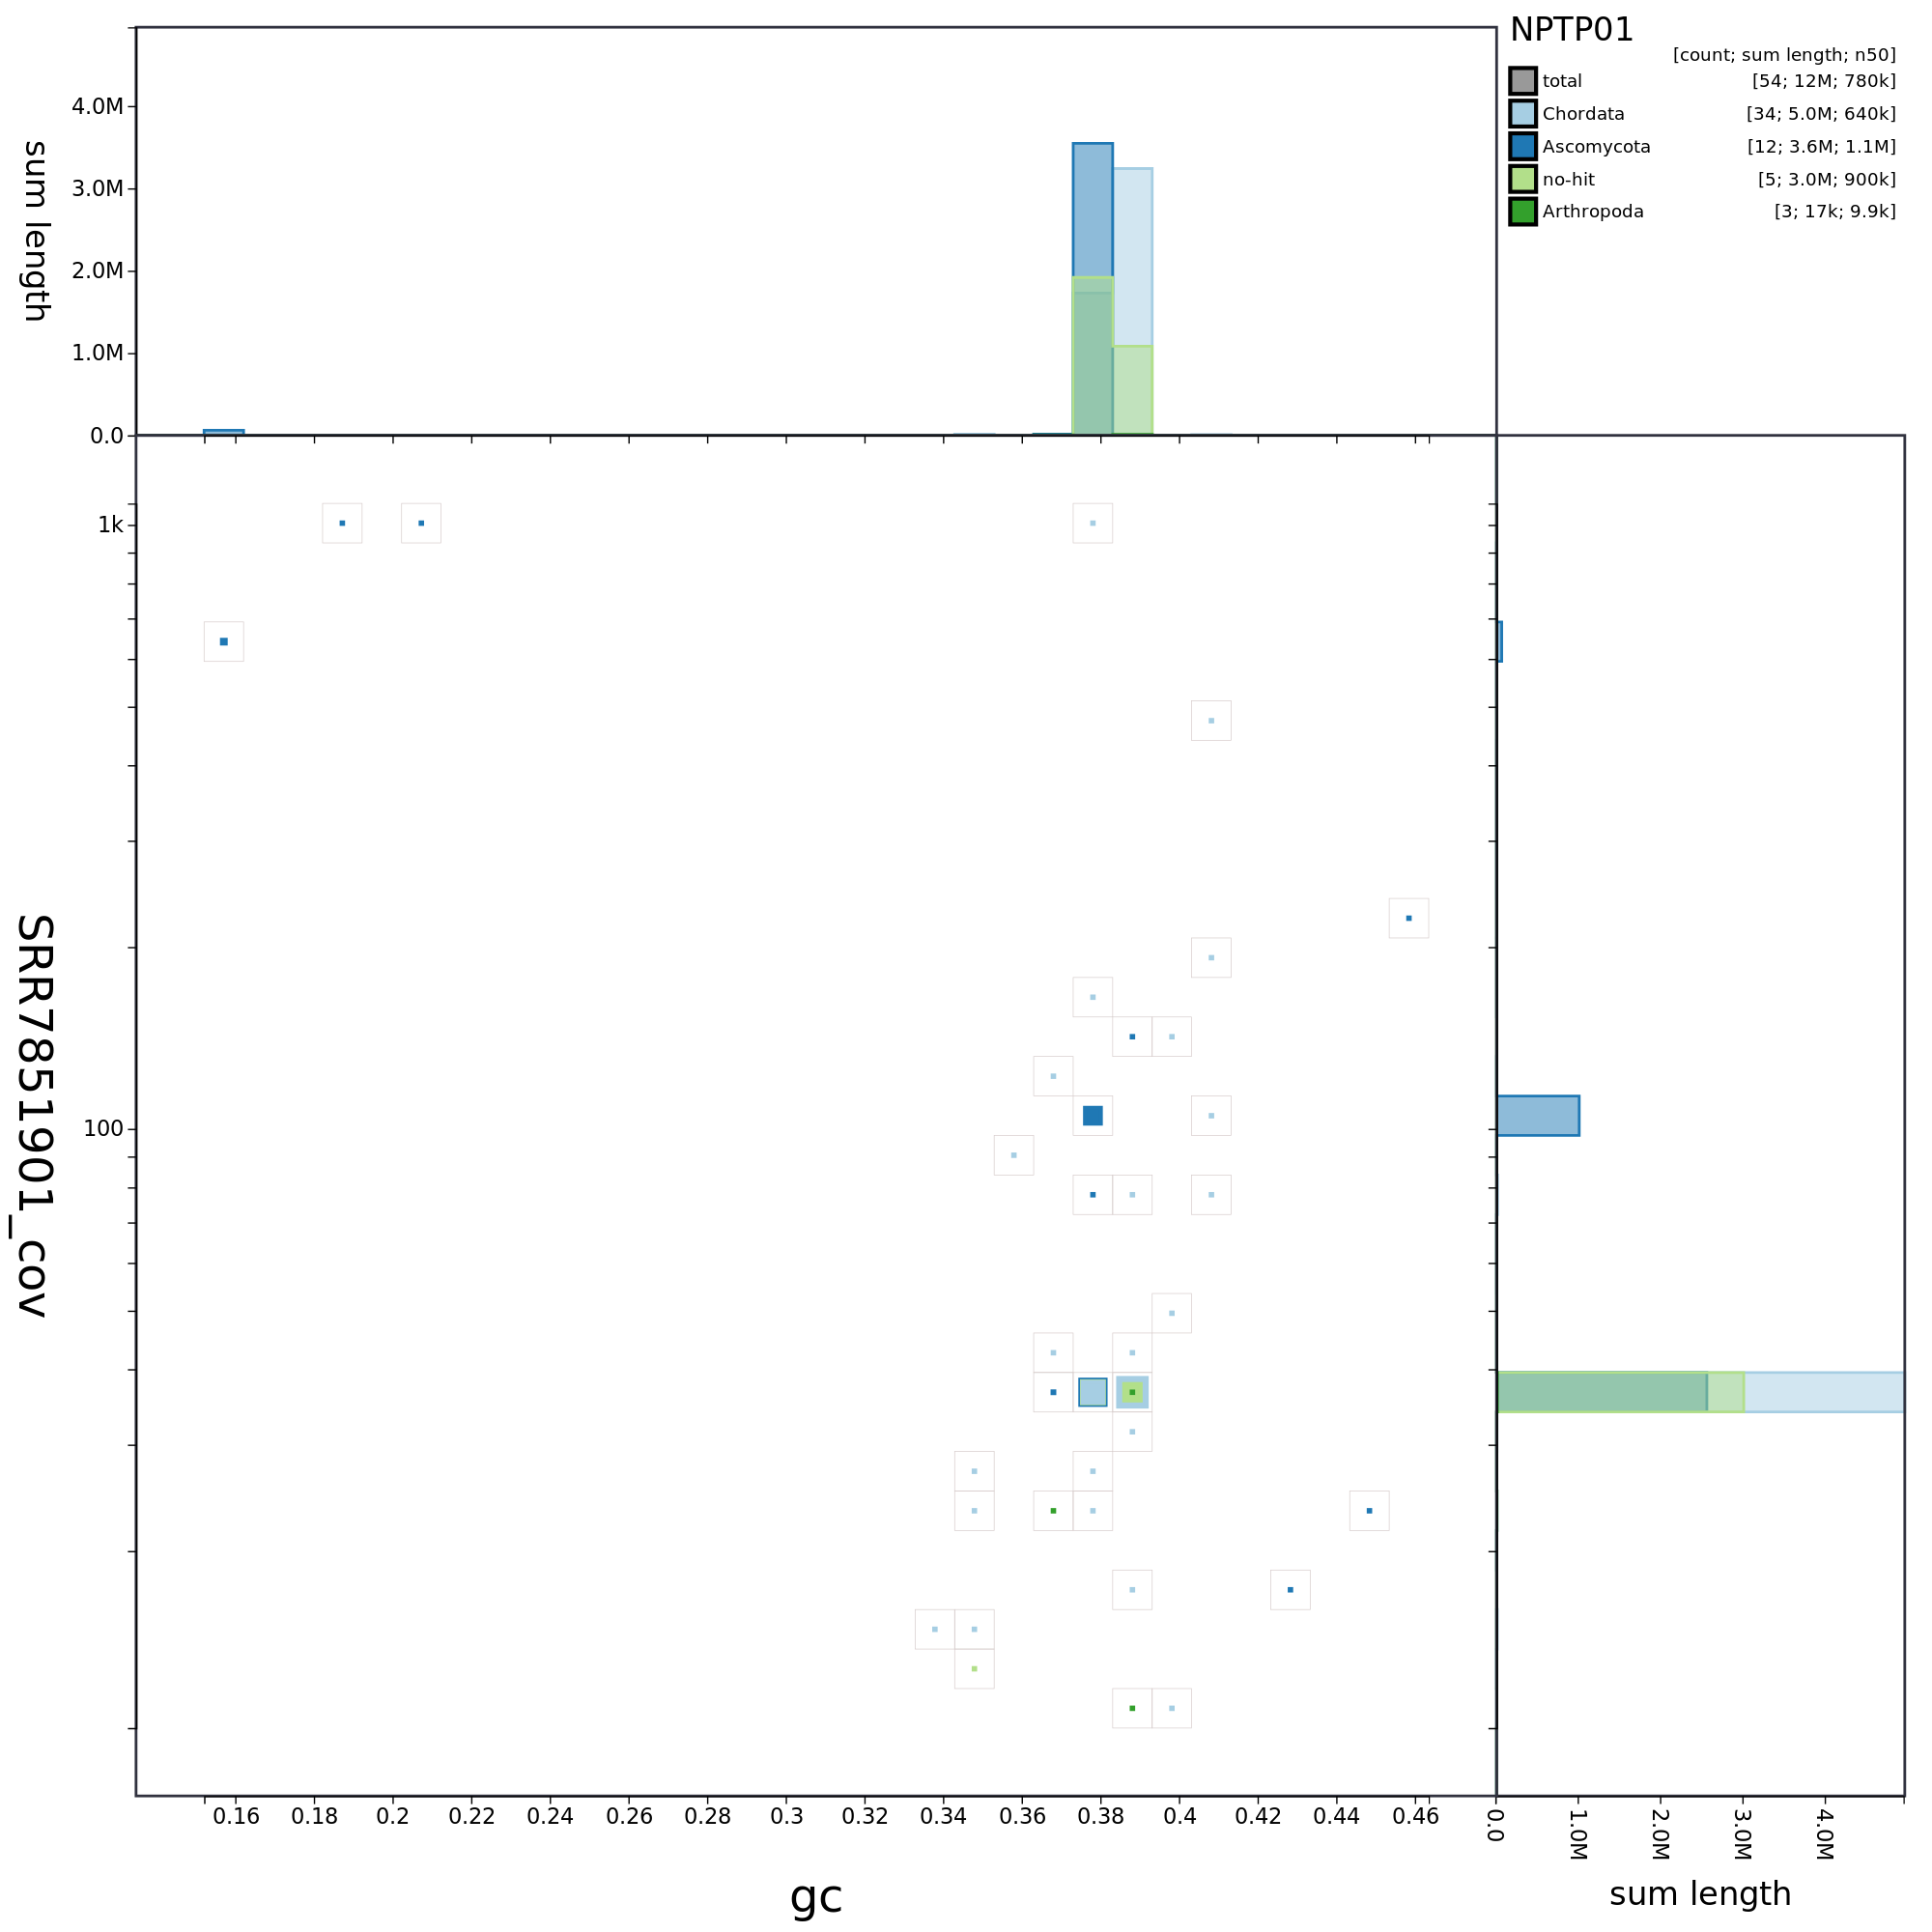 NPTP01
[count; sum length; n50]
total [54; 12M; 780k]
Chordata [34; 5.0M; 640k]
Ascomycota [12; 3.6M; 1.1M]
no-hit [5; 3.0M; 900k]
Arthropoda [3; 17k; 9.9k]
sum length
4.0M
3.0M
2.0M
1.0M
0.0
SRR7851901_cov
1k
100
0.16 0.18 0.2 0.22 0.24 0.26 0.28 0.3 0.32 0.34 0.36 0.38 0.4 0.42 0.44 0.46
gc
0.0 1.0M 2.0M 3.0M 4.0M
sum length